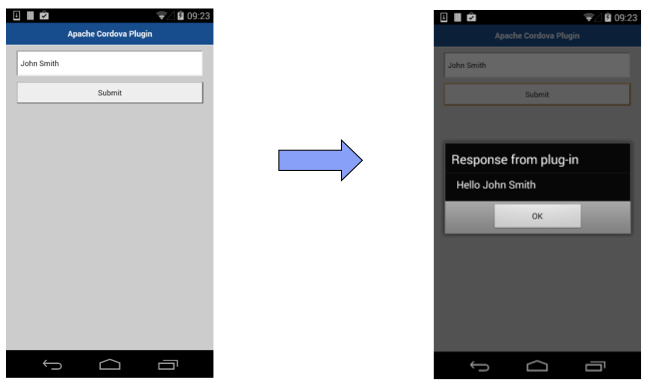 09:23
Apache Cordova Plugin
John Smith
Submit
09:23
Apache Cordova Plugin
John Smith
Submit
Response from plug-in
Hello John Smith
OK